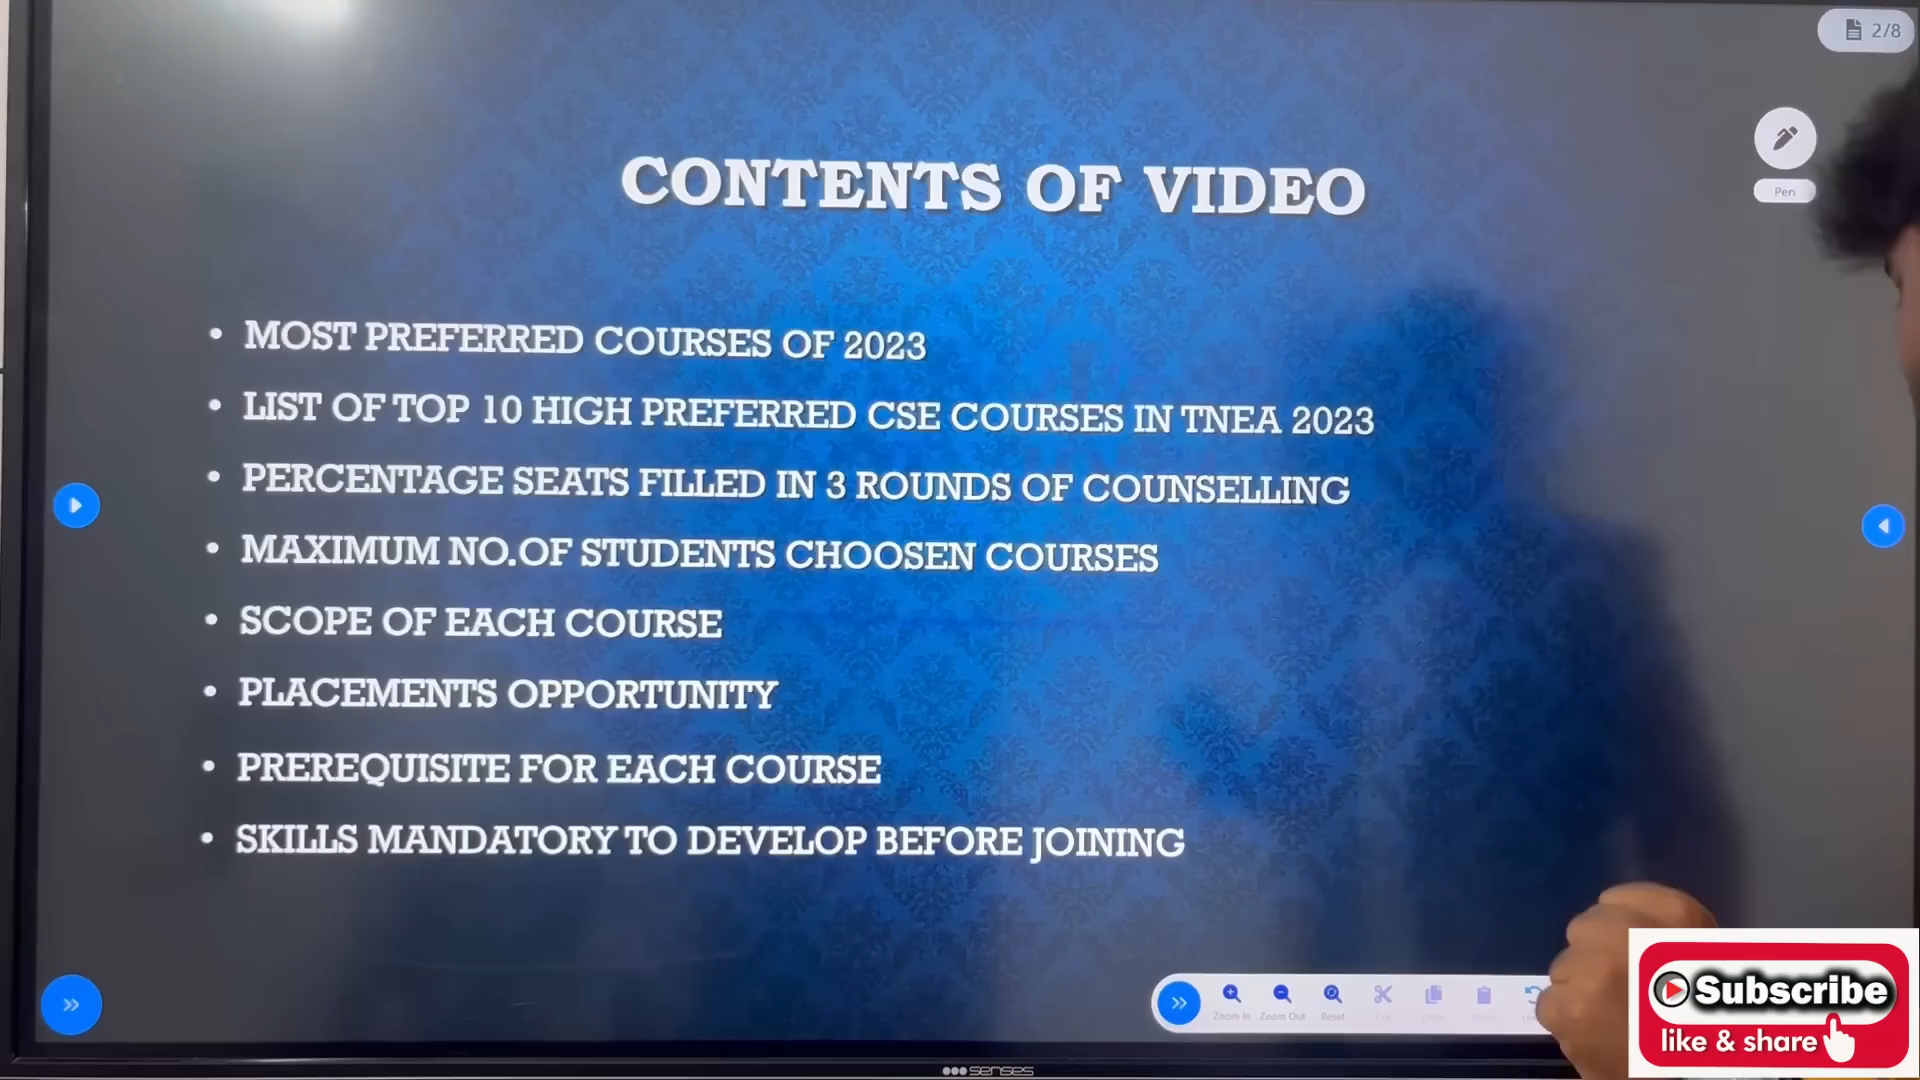 2/8
Pen
CONTENTS OF VIDEO
• MOST PREFERRED COURSES OF 2023
• LIST OF TOP 10 HIGH PREFERRED CSE COURSES IN TNEA 2023
• PERCENTAGE SEATS FILLED IN 3 ROUNDS OF COUNSELLING
• MAXIMUM NO.OF STUDENTS CHOOSEN COURSES
• SCOPE OF EACH COURSE
• PLACEMENTS OPPORTUNITY
• PREREQUISITE FOR EACH COURSE
• SKILLS MANDATORY TO DEVELOP BEFORE JOINING
Zoom In Zoom Out Reset
Subscribe
like & share
senses